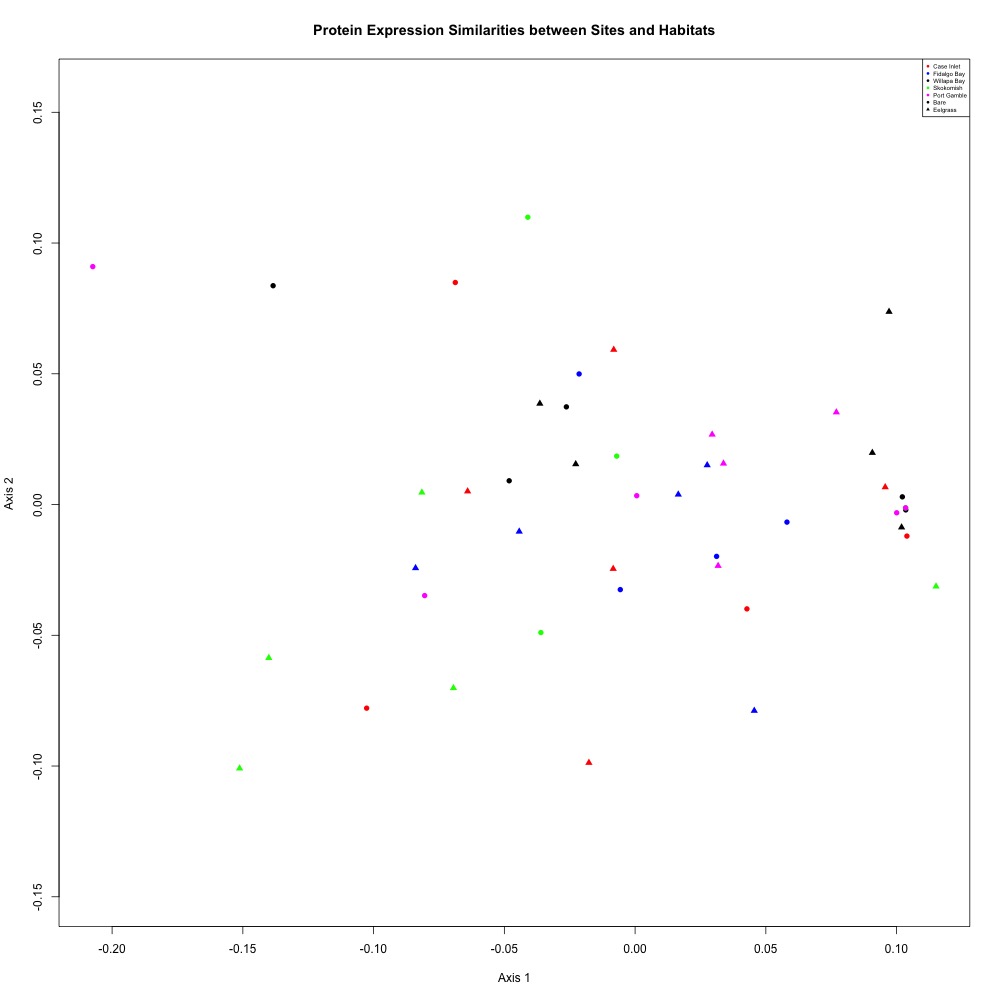 Protein Expression Similarities between Sites and Habitats
Case Inlet
Fidalgo Bay
Willapa Bay
Skokomish
Port Gamble
Bare
Eelgrass
0.15
0.10
0.05
0.00
-0.05
-0.10
-0.15
Axis 2
-0.20
-0.15
-0.10
-0.05
0.00
0.05
0.10
Axis 1